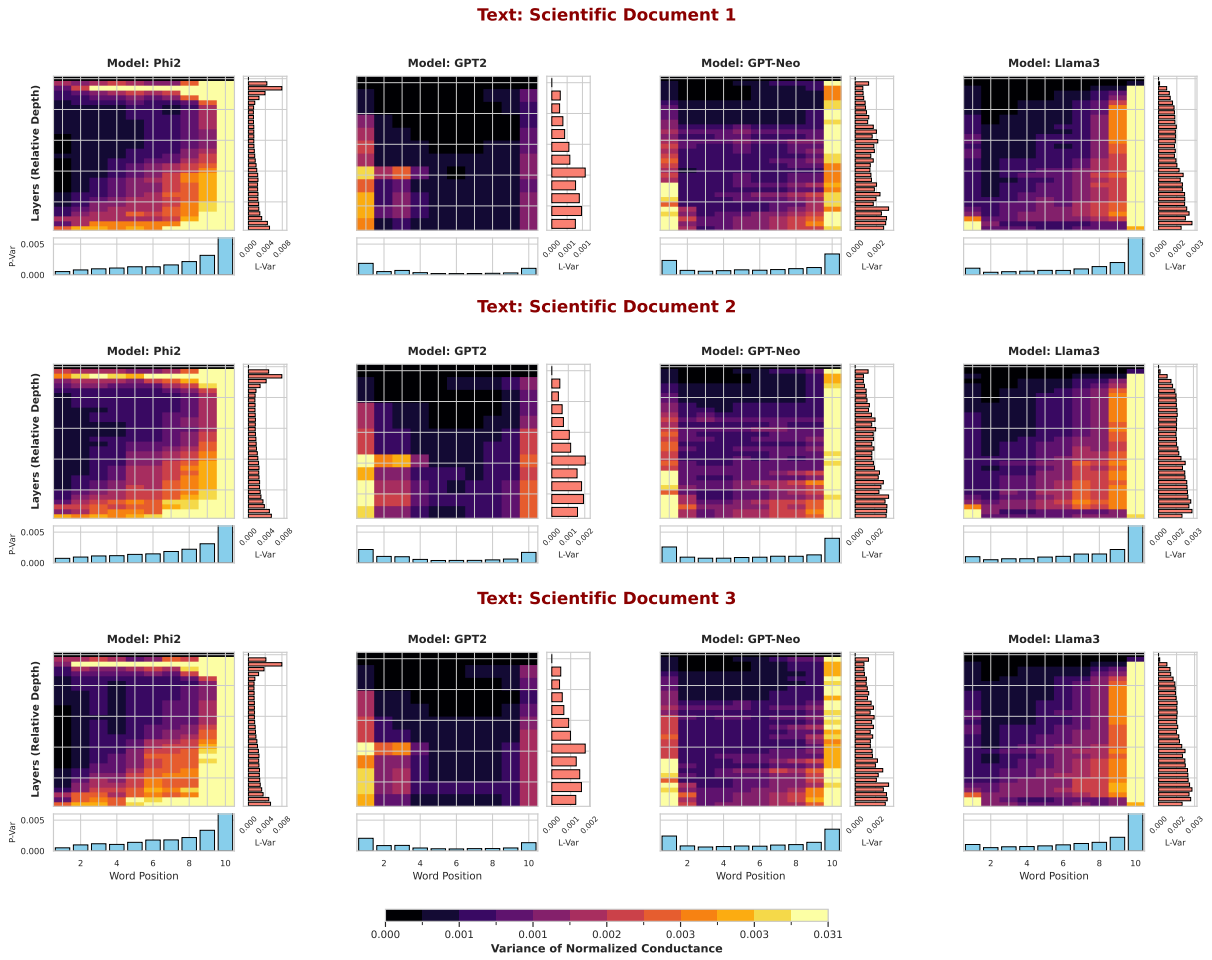 Text: Scientific Document 1
Model: Phi2
Model: GPT2
Model: GPT-Neo
Model: Llama3
Layers (Relative Depth)
0.000 0.004 0.008
L-Var
0.000 0.001 0.001
L-Var
0.000 0.002
L-Var
0.000 0.002 0.003
L-Var
P-Var
0.005
0.000
Text: Scientific Document 2
Model: Phi2
Model: GPT2
Model: GPT-Neo
Model: Llama3
Layers (Relative Depth)
0.000 0.004 0.008
L-Var
0.000 0.001 0.002
L-Var
0.000 0.002
L-Var
0.000 0.002 0.003
L-Var
P-Var
0.005
0.000
Text: Scientific Document 3
Model: Phi2
Model: GPT2
Model: GPT-Neo
Model: Llama3
Layers (Relative Depth)
0.000 0.004 0.008
L-Var
0.000 0.001 0.002
L-Var
0.000 0.002
L-Var
0.000 0.002 0.003
L-Var
P-Var
0.005
0.000
2 4 6 8 10
Word Position
2 4 6 8 10
Word Position
2 4 6 8 10
Word Position
2 4 6 8 10
Word Position
0.000 0.001 0.001 0.002 0.003 0.003 0.031
Variance of Normalized Conductance